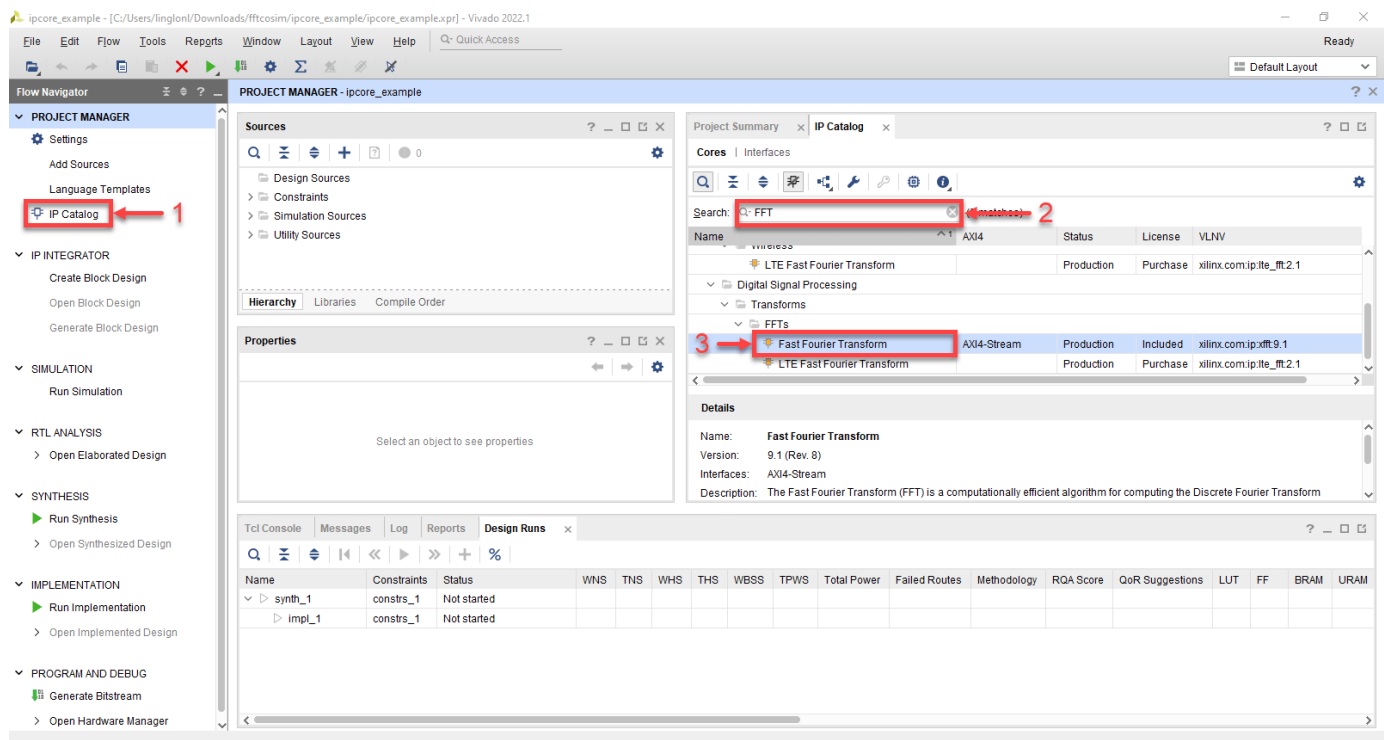 ipcore_example - [C:/Users/linglonl/Downloads/fftcosim/ipcore_example/ipcore_example.xpr] - Vivado 2022.1
File Edit Flow Tools Reports Window Layout View Help Q- Quick Access Ready
Default Layout
Flow Navigator
PROJECT MANAGER
Settings
Add Sources
Language Templates
IP Catalog
1
IP INTEGRATOR
Create Block Design
Open Block Design
Generate Block Design
SIMULATION
Run Simulation
RTL ANALYSIS
Open Elaborated Design
SYNTHESIS
Run Synthesis
Open Synthesized Design
IMPLEMENTATION
Run Implementation
Open Implemented Design
PROGRAM AND DEBUG
Generate Bitstream
Open Hardware Manager
PROJECT MANAGER - ipcore_example
Sources
0
Design Sources
Constraints
Simulation Sources
Utility Sources
Hierarchy Libraries Compile Order
Properties
Select an object to see properties
Project Summary IP Catalog
Cores | Interfaces
Search: Q- FFT 2
Name 1 AXI4 Status License VLNV
Wireless
LTE Fast Fourier Transform Production Purchase xilinx.com:ip:lte_fft:2.1
Digital Signal Processing
Transforms
FFTs
3 Fast Fourier Transform AXI4-Stream Production Included xilinx.com:ip:xfft:9.1
LTE Fast Fourier Transform Production Purchase xilinx.com:ip:lte_fft:2.1
Details
Name: Fast Fourier Transform
Version: 9.1 (Rev. 8)
Interfaces: AXI4-Stream
Description: The Fast Fourier Transform (FFT) is a computationally efficient algorithm for computing the Discrete Fourier Transform
Tcl Console Messages Log Reports Design Runs
Name Constraints Status WNS TNS WHS THS WBSS TPWS Total Power Failed Routes Methodology RQA Score QoR Suggestions LUT FF BRAM URAM
synth_1 constrs_1 Not started
impl_1 constrs_1 Not started